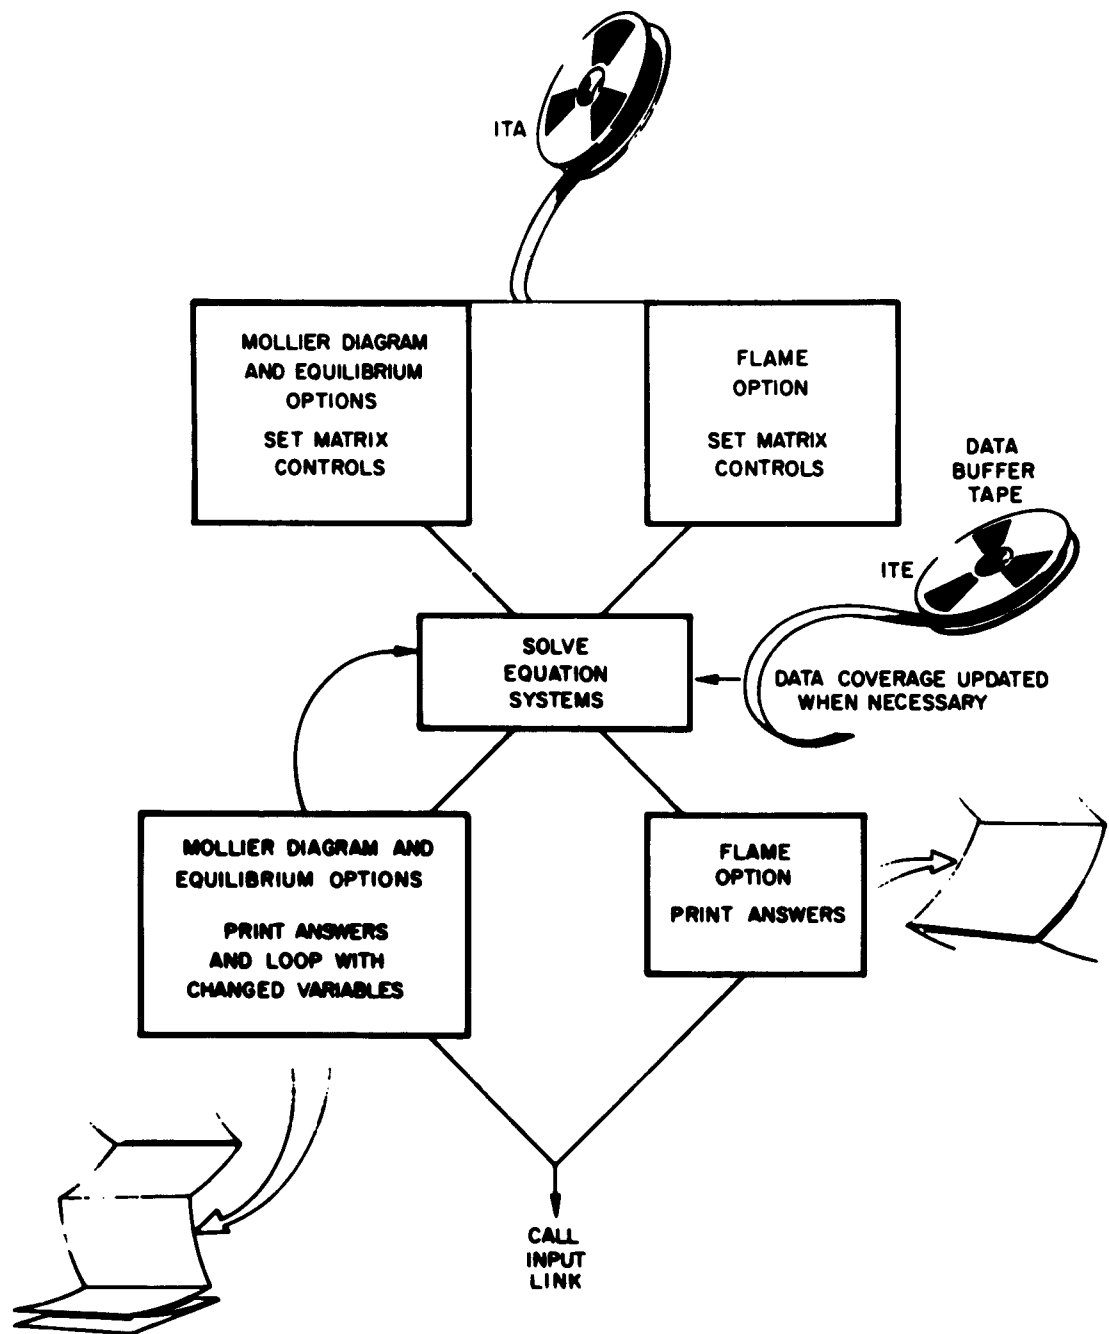 ITA
MOLLIER DIAGRAM
AND EQUILIBRIUM
OPTIONS
SET MATRIX
CONTROLS
FLAME
OPTION
SET MATRIX
CONTROLS
DATA
BUFFER
TAPE
ITE
SOLVE
EQUATION
SYSTEMS
DATA COVERAGE UPDATED
WHEN NECESSARY
MOLLIER DIAGRAM AND
EQUILIBRIUM OPTIONS
PRINT ANSWERS
AND LOOP WITH
CHANGED VARIABLES
FLAME
OPTION
PRINT ANSWERS
CALL
INPUT
LINK